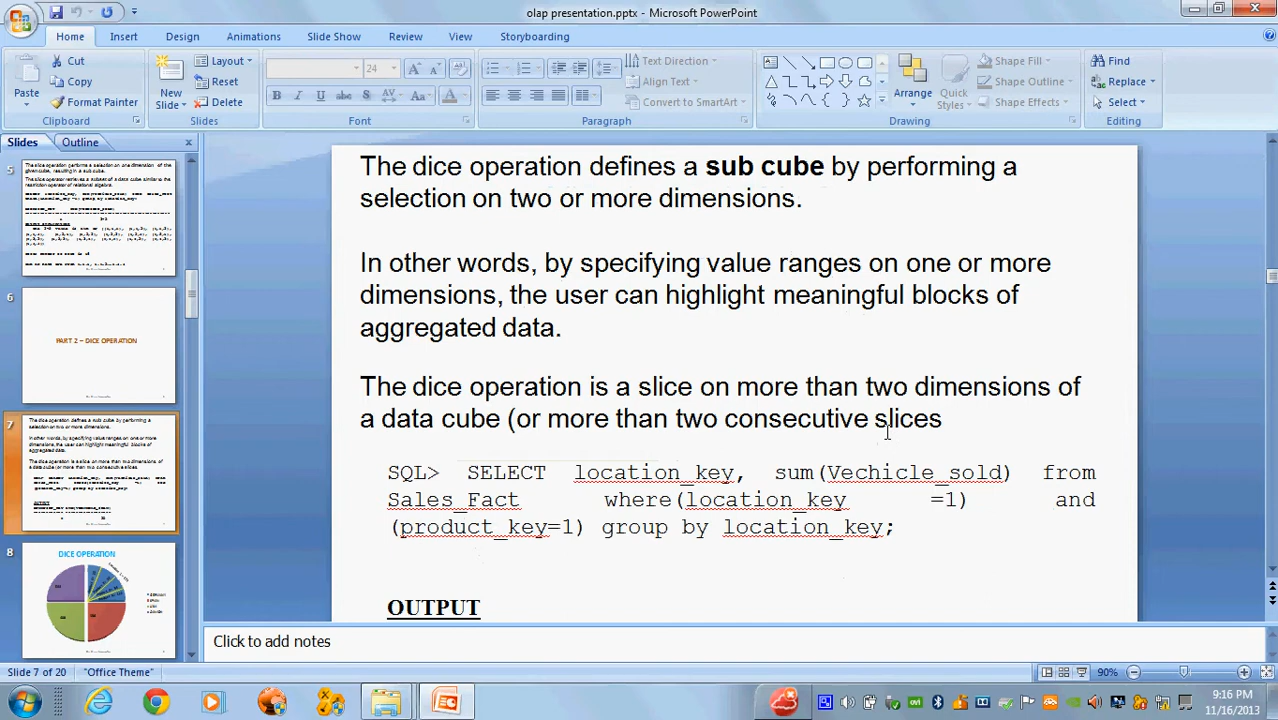 olap presentation.pptx - Microsoft PowerPoint
Home Insert Design Animations Slide Show Review View Storyboarding
Paste
Cut
Copy
Format Painter
Clipboard
New
Slide
Layout
Reset
Delete
Slides
24
Font
Text Direction
Align Text
Convert to SmartArt
Paragraph
Arrange
Quick
Styles
Shape Fill
Shape Outline
Shape Effects
Drawing
Find
Replace
Select
Editing
Slides Outline
5
6
PART 2 – DICE OPERATION
7
8
DICE OPERATION
The dice operation defines a sub cube by performing a
selection on two or more dimensions.
In other words, by specifying value ranges on one or more
dimensions, the user can highlight meaningful blocks of
aggregated data.
The dice operation is a slice on more than two dimensions of
a data cube (or more than two consecutive slices
SQL> SELECT location_key, sum(Vechicle_sold) from
Sales_Fact where(location_key =1) and
(product_key=1) group by location_key;
OUTPUT
Click to add notes
Slide 7 of 20 "Office Theme" 90%
9:16 PM
11/16/2013